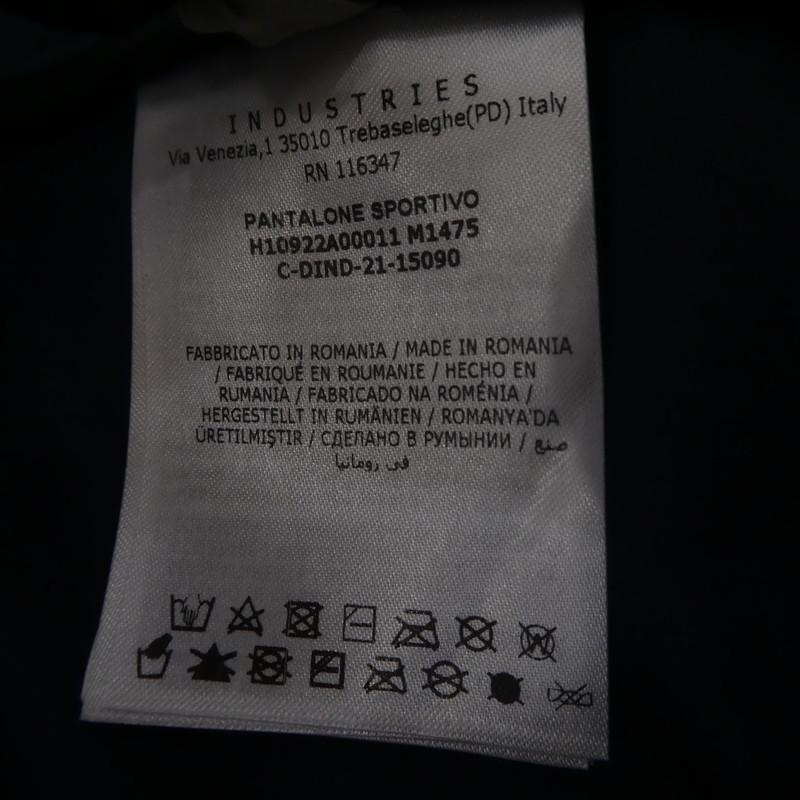 INDUSTRIES
Via Venezia,1 35010 Trebaseleghe(PD) Italy
RN 116347
PANTALONE SPORTIVO
H10922A00011 M1475
C-DIND-21-15090
FABBRICATO IN ROMANIA / MADE IN ROMANIA
/ FABRIQUÉ EN ROUMANIE / HECHO EN
RUMANIA / FABRICADO NA ROMÉNIA /
HERGESTELLT IN RUMÄNIEN / ROMANYA'DA
ÜRETILMIŞTIR / СДЕЛАНО В РУМЫНИИ / صنع
في رومانيا